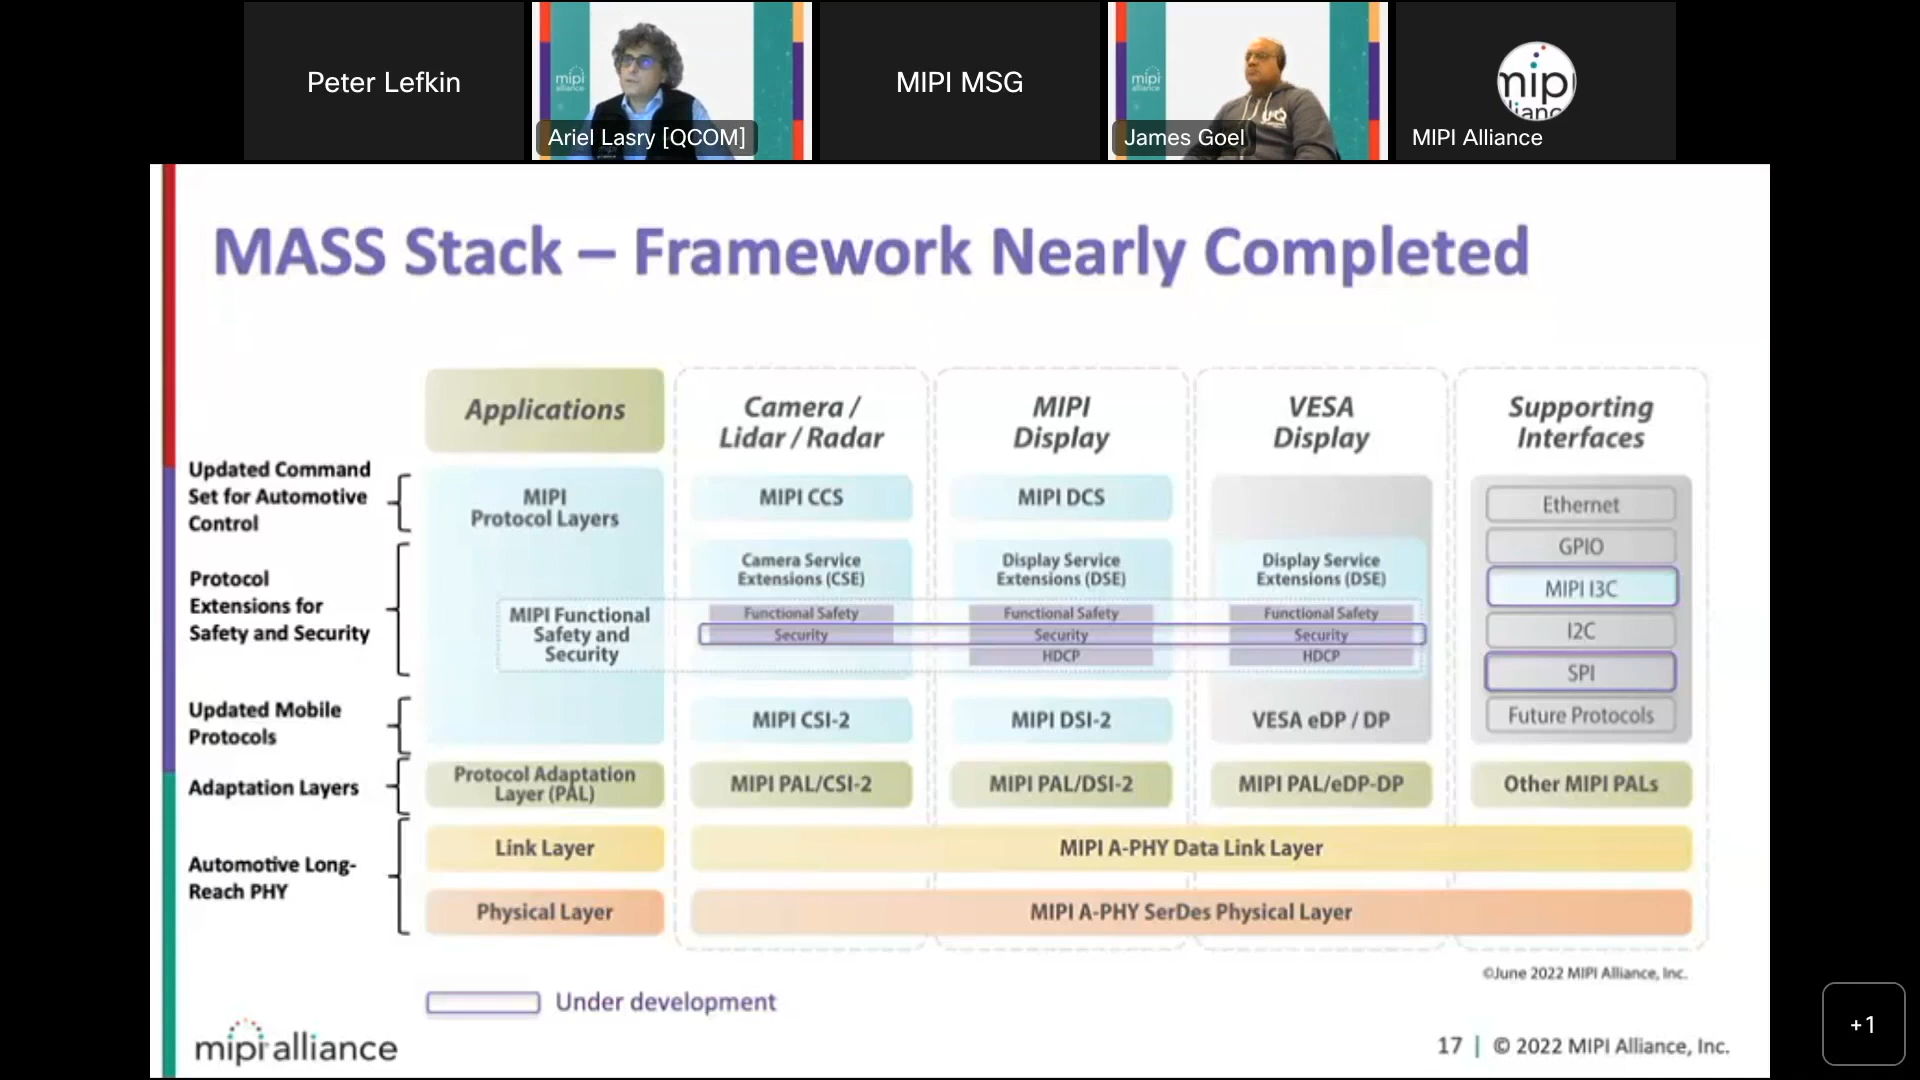 Peter Lefkin
mipi
alliance
Ariel Lasry [QCOM]
MIPI MSG
mipi
alliance
James Goel
mipi
lianc
MIPI Alliance
MASS Stack – Framework Nearly Completed
Applications
Camera /
Lidar / Radar
MIPI
Display
VESA
Display
Supporting
Interfaces
Updated Command
Set for Automotive
Control
MIPI
Protocol Layers
MIPI CCS
MIPI DCS
Ethernet
GPIO
MIPI I3C
I2C
SPI
Future Protocols
Protocol
Extensions for
Safety and Security
Camera Service
Extensions (CSE)
Display Service
Extensions (DSE)
Display Service
Extensions (DSE)
MIPI Functional
Safety and
Security
Functional Safety
Security
Functional Safety
Security
HDCP
Functional Safety
Security
HDCP
Updated Mobile
Protocols
MIPI CSI-2
MIPI DSI-2
VESA eDP / DP
Adaptation Layers
Protocol Adaptation
Layer (PAL)
MIPI PAL/CSI-2
MIPI PAL/DSI-2
MIPI PAL/eDP-DP
Other MIPI PALs
Automotive Long-
Reach PHY
Link Layer
MIPI A-PHY Data Link Layer
Physical Layer
MIPI A-PHY SerDes Physical Layer
©June 2022 MIPI Alliance, Inc.
Under development
mipi alliance
17 | © 2022 MIPI Alliance, Inc.
+1